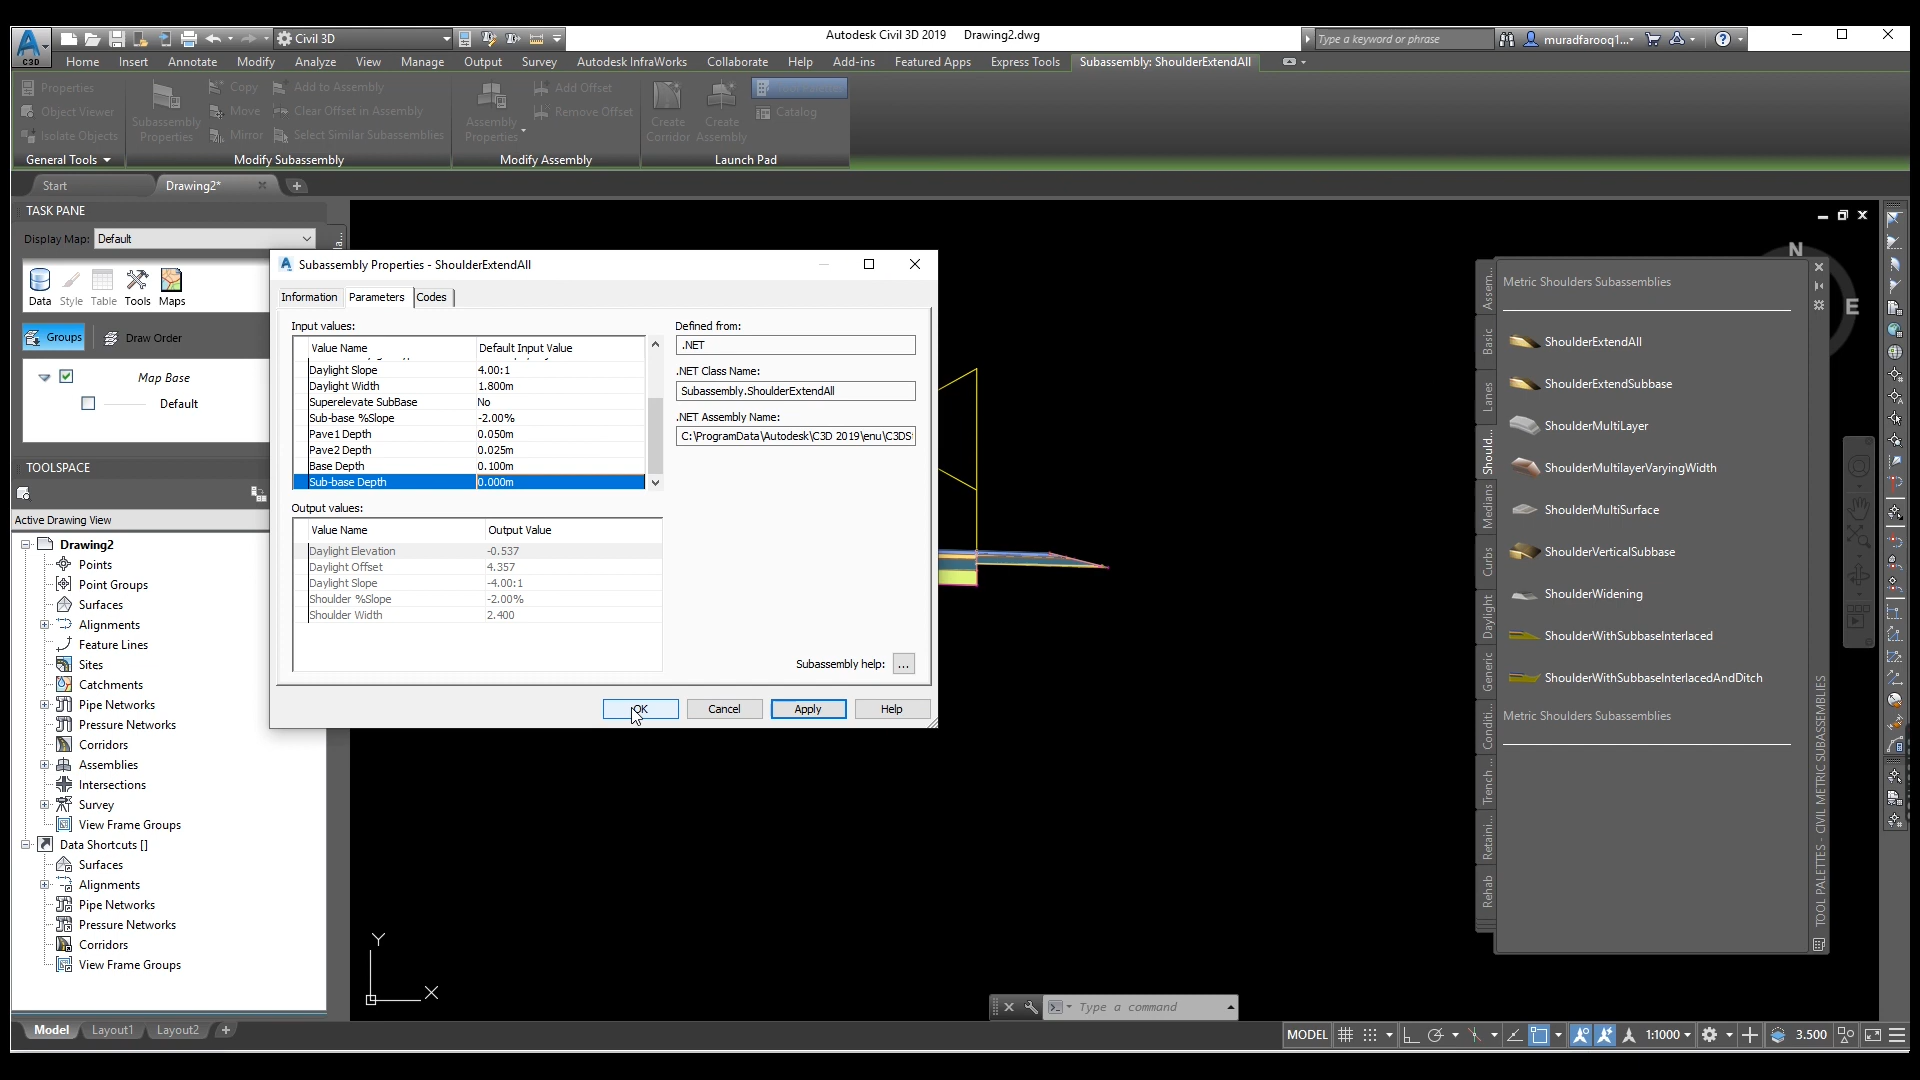 C3D
Civil 3D
Autodesk Civil 3D 2019 Drawing2.dwg
Type a keyword or phrase
muradfarooq1...
Home Insert Annotate Modify Analyze View Manage Output Survey Autodesk InfraWorks Collaborate Help Add-ins Featured Apps Express Tools Subassembly: ShoulderExtendAll
Properties
Object Viewer
Isolate Objects
General Tools
Subassembly Properties
Copy
Move
Mirror
Add to Assembly
Clear Offset in Assembly
Select Similar Subassemblies
Modify Subassembly
Assembly Properties
Add Offset
Remove Offset
Modify Assembly
Create Corridor
Create Assembly
Catalog
Launch Pad
Start
Drawing2*
TASK PANE
Display Map: Default
Data Style Table Tools Maps
Groups
Draw Order
Map Base
Default
TOOLSPACE
Active Drawing View
Drawing2
Points
Point Groups
Surfaces
Alignments
Feature Lines
Sites
Catchments
Pipe Networks
Pressure Networks
Corridors
Assemblies
Intersections
Survey
View Frame Groups
Data Shortcuts []
Surfaces
Alignments
Pipe Networks
Pressure Networks
Corridors
View Frame Groups
Subassembly Properties - ShoulderExtendAll
Information Parameters Codes
Input values:
Value Name Default Input Value
Daylight Slope 4.00:1
Daylight Width 1.800m
Superelevate SubBase No
Sub-base %Slope -2.00%
Pave1 Depth 0.050m
Pave2 Depth 0.025m
Base Depth 0.100m
Sub-base Depth 0.000m
Output values:
Value Name Output Value
Daylight Elevation -0.537
Daylight Offset 4.357
Daylight Slope -4.00:1
Shoulder %Slope -2.00%
Shoulder Width 2.400
Defined from:
.NET
.NET Class Name:
Subassembly.ShoulderExtendAll
.NET Assembly Name:
C:\ProgramData\Autodesk\C3D 2019\enu\C3DS
Subassembly help: ...
OK Cancel Apply Help
N
E
Metric Shoulders Subassemblies
ShoulderExtendAll
ShoulderExtendSubbase
ShoulderMultiLayer
ShoulderMultilayerVaryingWidth
ShoulderMultiSurface
ShoulderVerticalSubbase
ShoulderWidening
ShoulderWithSubbaseInterlaced
ShoulderWithSubbaseInterlacedAndDitch
Metric Shoulders Subassemblies
Assem...
Basic
Lanes
Should...
Medians
Curbs
Daylight
Generic
Conditi...
Trench ...
Retaini...
Rehab
TOOL PALETTES - CIVIL METRIC SUBASSEMBLIES
Y
X
Type a command
Model Layout1 Layout2
MODEL 1:1000 3.500